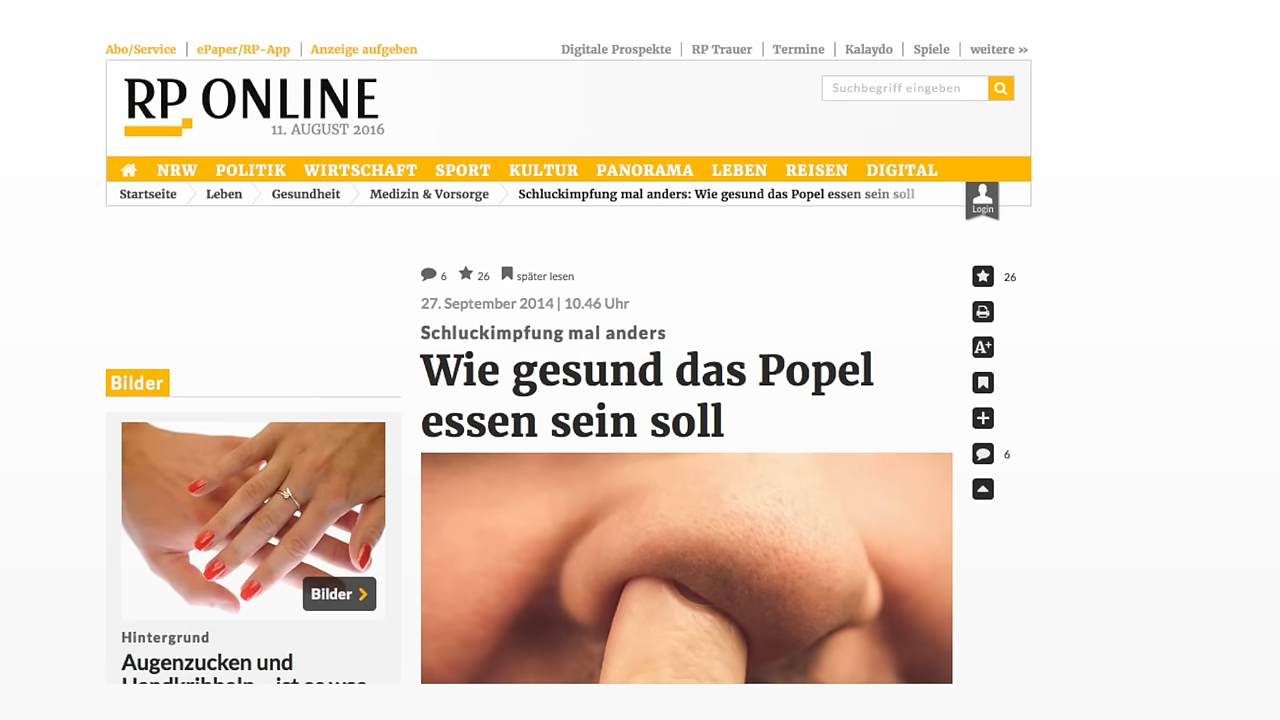 Abo/Service | ePaper/RP-App | Anzeige aufgeben
Digitale Prospekte | RP Trauer | Termine | Kalaydo | Spiele | weitere »
RP ONLINE
11. AUGUST 2016
Suchbegriff eingeben
NRW POLITIK WIRTSCHAFT SPORT KULTUR PANORAMA LEBEN REISEN DIGITAL
Startseite Leben Gesundheit Medizin & Vorsorge Schluckimpfung mal anders: Wie gesund das Popel essen sein soll
Login
6 26 später lesen
26
27. September 2014 | 10.46 Uhr
Schluckimpfung mal anders
Wie gesund das Popel
essen sein soll
A+
6
Bilder
Bilder
Hintergrund
Augenzucken und